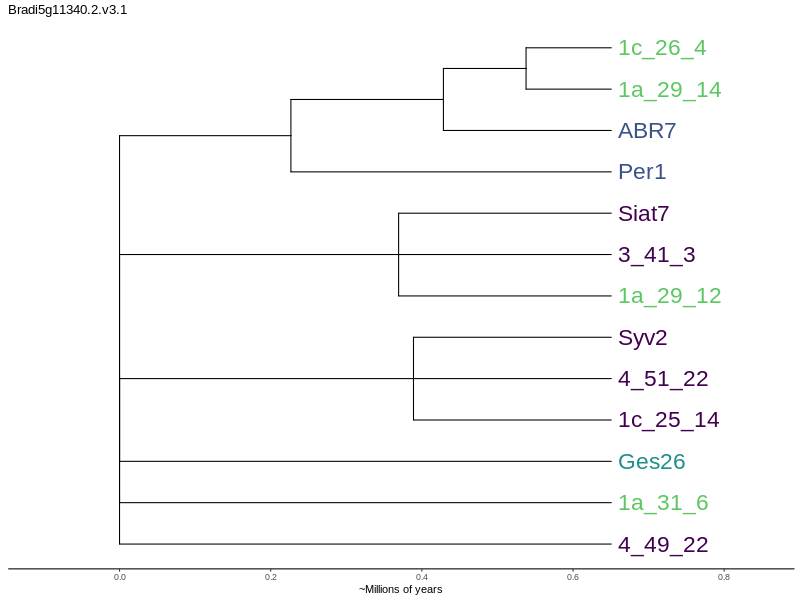 Bradi5g11340.2.v3.1
1c_26_4
1a_29_14
ABR7
Per1
Siat7
3_41_3
1a_29_12
Syv2
4_51_22
1c_25_14
Ges26
1a_31_6
4_49_22
0.0 0.2 0.4 0.6 0.8
~Millions of years